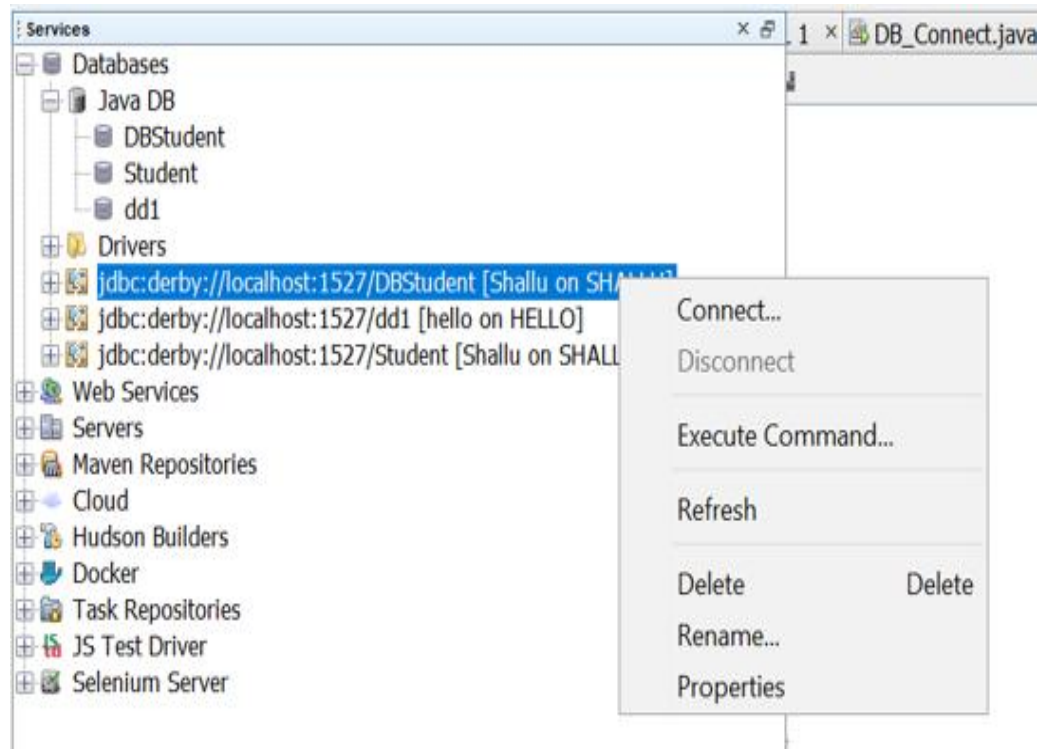 Services
1 DB_Connect.java
Databases
Java DB
DBStudent
Student
dd1
Drivers
jdbc:derby://localhost:1527/DBStudent [Shallu on
jdbc:derby://localhost:1527/dd1 [hello on HELLO]
jdbc:derby://localhost:1527/Student [Shallu on SHALL
Web Services
Servers
Maven Repositories
Cloud
Hudson Builders
Docker
Task Repositories
JS Test Driver
Selenium Server
Connect...
Disconnect
Execute Command...
Refresh
Delete Delete
Rename...
Properties